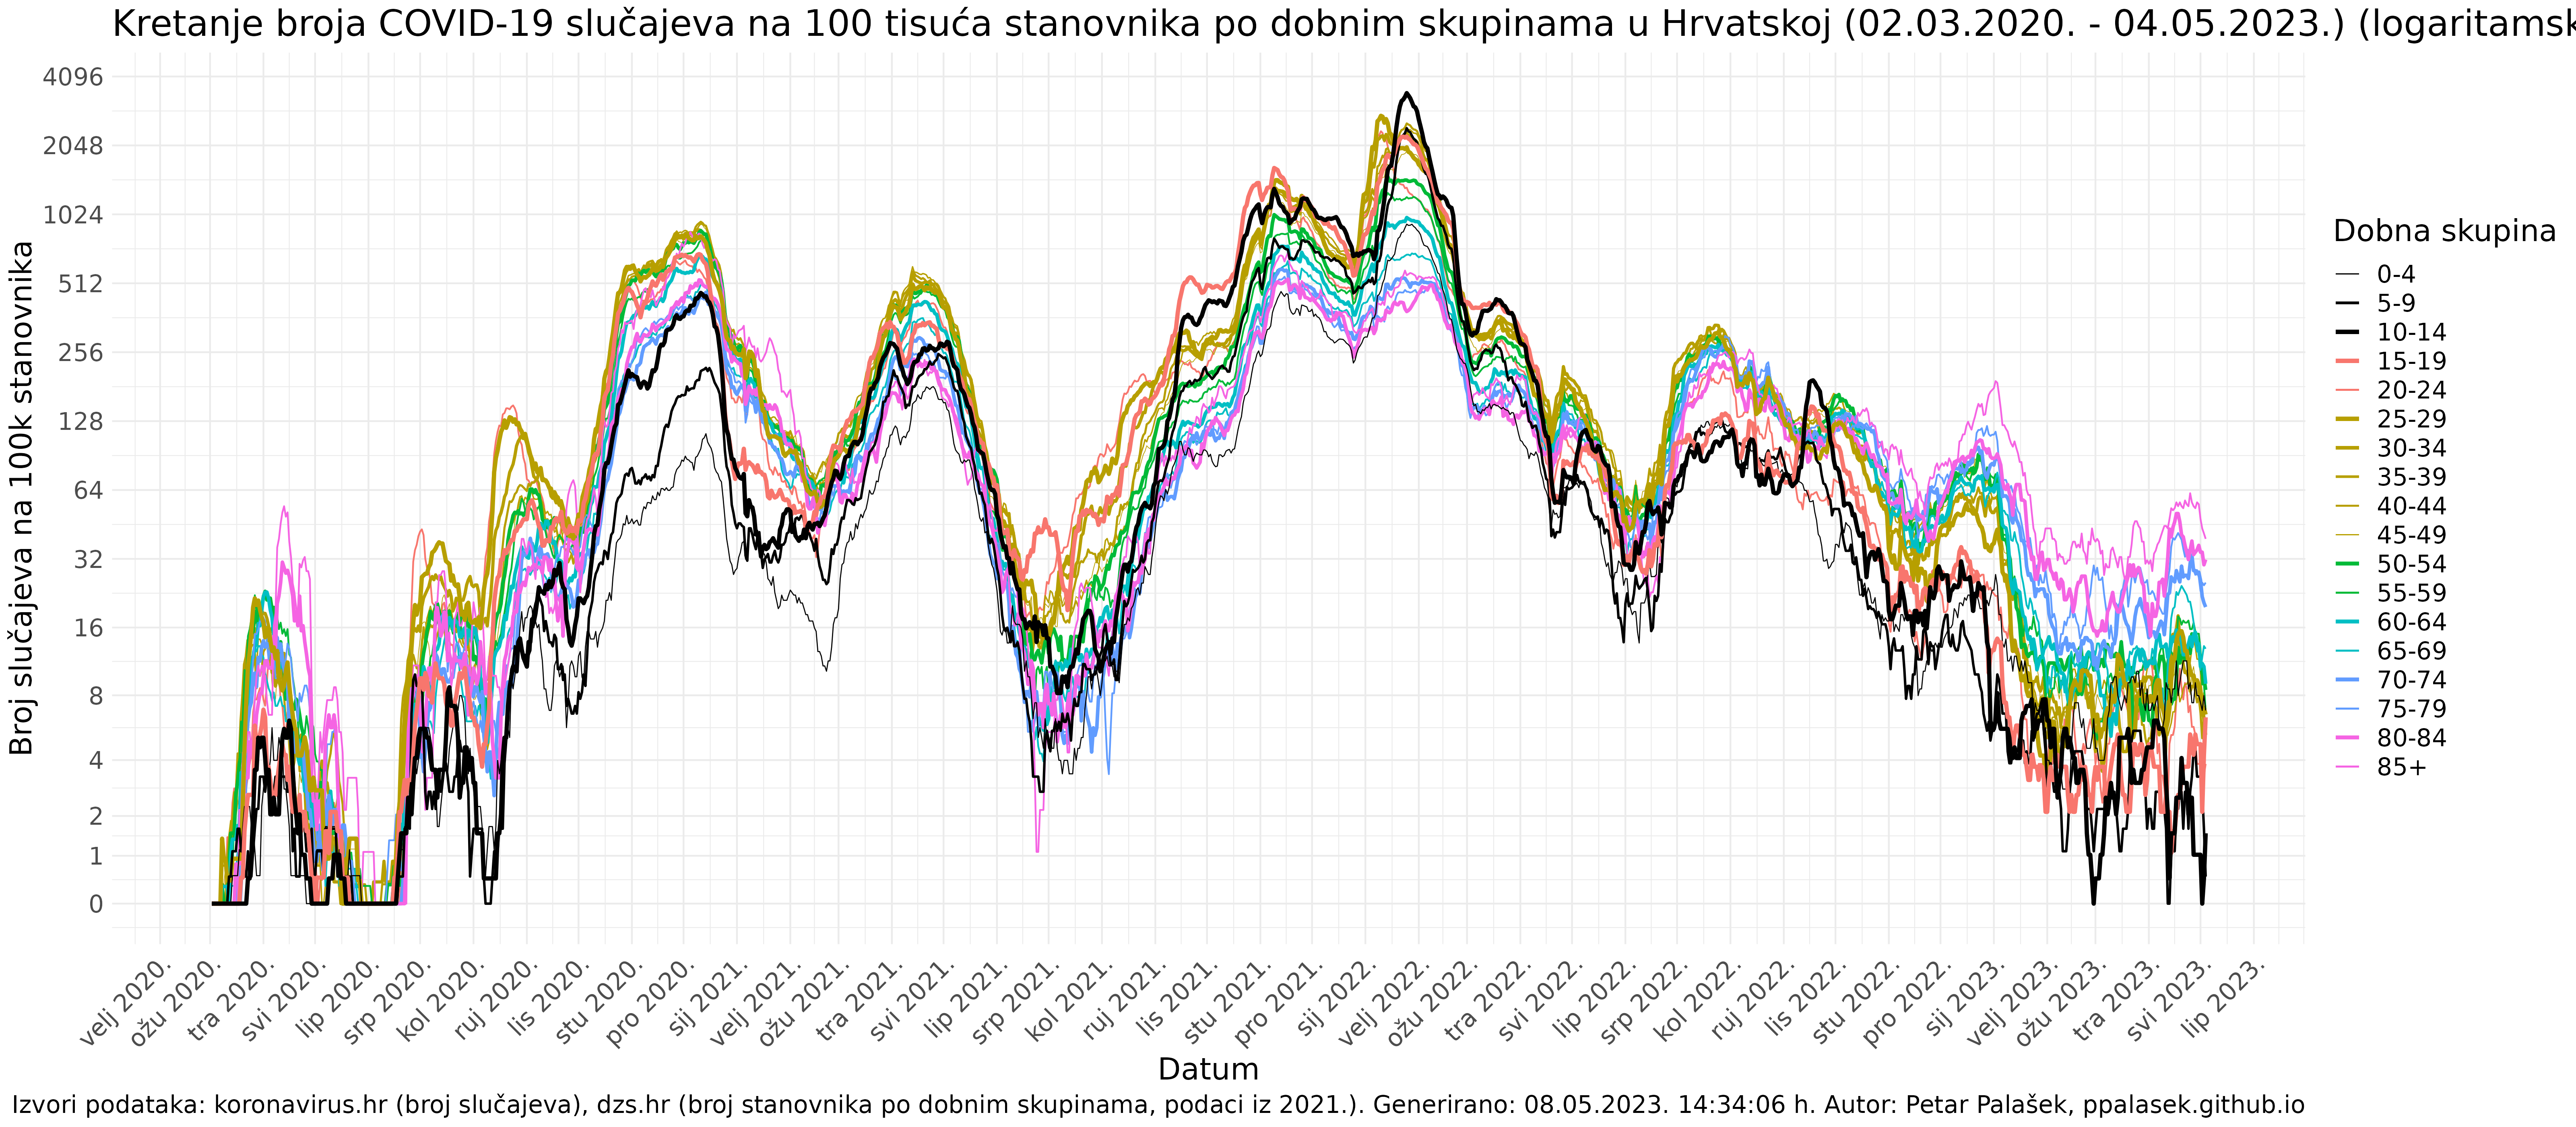 Kretanje broja COVID-19 slučajeva na 100 tisuća stanovnika po dobnim skupinama u Hrvatskoj (02.03.2020. - 04.05.2023.) (logaritamsk
Broj slučajeva na 100k stanovnika
4096
2048
1024
512
256
128
64
32
16
8
4
2
1
0
Dobna skupina
0-4
5-9
10-14
15-19
20-24
25-29
30-34
35-39
40-44
45-49
50-54
55-59
60-64
65-69
70-74
75-79
80-84
85+
velj 2020.
ožu 2020.
tra 2020.
svi 2020.
lip 2020.
srp 2020.
kol 2020.
ruj 2020.
lis 2020.
stu 2020.
pro 2020.
sij 2021.
velj 2021.
ožu 2021.
tra 2021.
svi 2021.
lip 2021.
srp 2021.
kol 2021.
ruj 2021.
lis 2021.
stu 2021.
pro 2021.
sij 2022.
velj 2022.
ožu 2022.
tra 2022.
svi 2022.
lip 2022.
srp 2022.
kol 2022.
ruj 2022.
lis 2022.
stu 2022.
pro 2022.
sij 2023.
velj 2023.
ožu 2023.
tra 2023.
svi 2023.
lip 2023.
Datum
Izvori podataka: koronavirus.hr (broj slučajeva), dzs.hr (broj stanovnika po dobnim skupinama, podaci iz 2021.). Generirano: 08.05.2023. 14:34:06 h. Autor: Petar Palašek, ppalasek.github.io